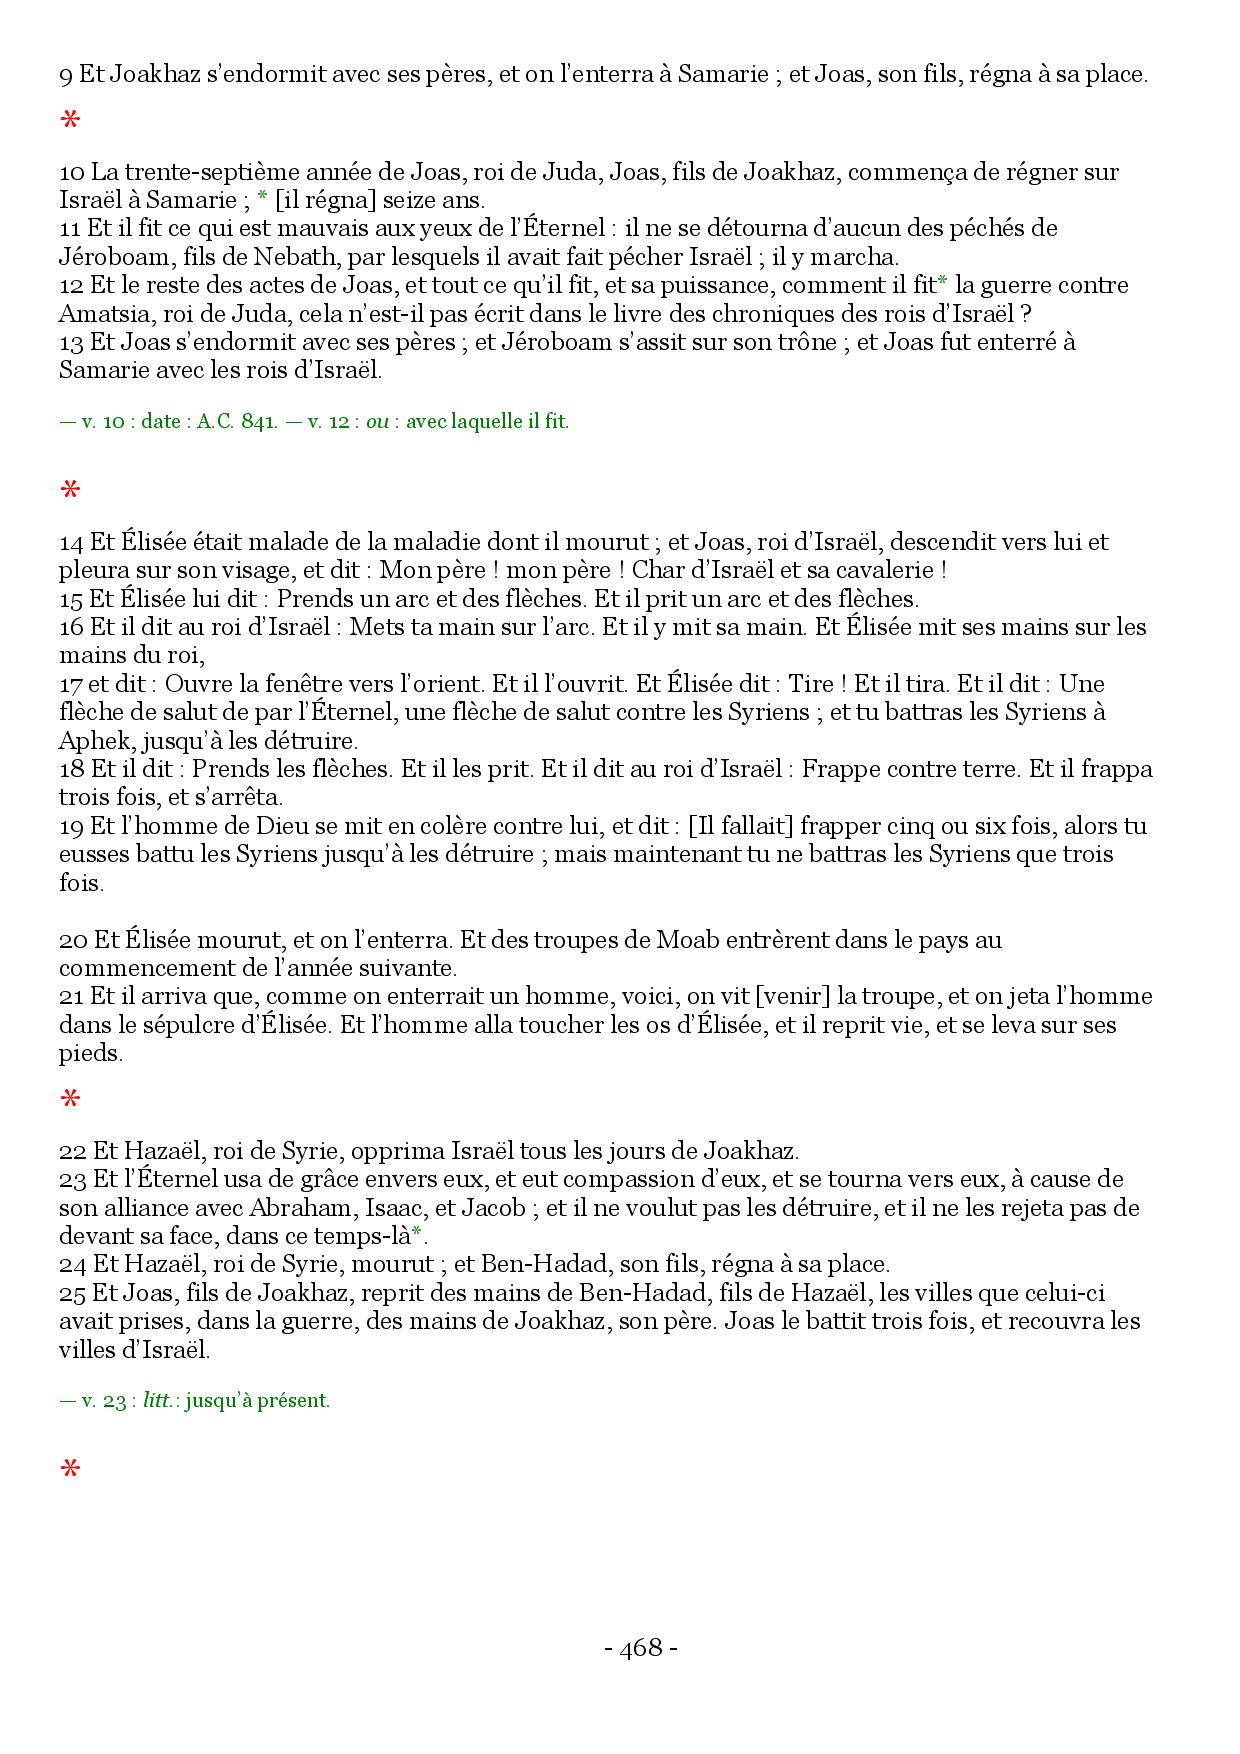 9 Et Joakhaz s’endormit avec ses pères, et on l’enterra à Samarie ; et Joas, son fils, régna à sa place.
*
10 La trente-septième année de Joas, roi de Juda, Joas, fils de Joakhaz, commença de régner sur
Israël à Samarie ; * [il régna] seize ans.
11 Et il fit ce qui est mauvais aux yeux de l’Éternel : il ne se détourna d’aucun des péchés de
Jéroboam, fils de Nebath, par lesquels il avait fait pécher Israël ; il y marcha.
12 Et le reste des actes de Joas, et tout ce qu’il fit, et sa puissance, comment il fit* la guerre contre
Amatsia, roi de Juda, cela n’est-il pas écrit dans le livre des chroniques des rois d’Israël ?
13 Et Joas s’endormit avec ses pères ; et Jéroboam s’assit sur son trône ; et Joas fut enterré à
Samarie avec les rois d’Israël.
— v. 10 : date : A.C. 841. — v. 12 : ou : avec laquelle il fit.
*
14 Et Élisée était malade de la maladie dont il mourut ; et Joas, roi d’Israël, descendit vers lui et
pleura sur son visage, et dit : Mon père ! mon père ! Char d’Israël et sa cavalerie !
15 Et Élisée lui dit : Prends un arc et des flèches. Et il prit un arc et des flèches.
16 Et il dit au roi d’Israël : Mets ta main sur l’arc. Et il y mit sa main. Et Élisée mit ses mains sur les
mains du roi,
17 et dit : Ouvre la fenêtre vers l’orient. Et il l’ouvrit. Et Élisée dit : Tire ! Et il tira. Et il dit : Une
flèche de salut de par l’Éternel, une flèche de salut contre les Syriens ; et tu battras les Syriens à
Aphek, jusqu’à les détruire.
18 Et il dit : Prends les flèches. Et il les prit. Et il dit au roi d’Israël : Frappe contre terre. Et il frappa
trois fois, et s’arrêta.
19 Et l’homme de Dieu se mit en colère contre lui, et dit : [Il fallait] frapper cinq ou six fois, alors tu
eusses battu les Syriens jusqu’à les détruire ; mais maintenant tu ne battras les Syriens que trois
fois.
20 Et Élisée mourut, et on l’enterra. Et des troupes de Moab entrèrent dans le pays au
commencement de l’année suivante.
21 Et il arriva que, comme on enterrait un homme, voici, on vit [venir] la troupe, et on jeta l’homme
dans le sépulcre d’Élisée. Et l’homme alla toucher les os d’Élisée, et il reprit vie, et se leva sur ses
pieds.
*
22 Et Hazaël, roi de Syrie, opprima Israël tous les jours de Joakhaz.
23 Et l’Éternel usa de grâce envers eux, et eut compassion d’eux, et se tourna vers eux, à cause de
son alliance avec Abraham, Isaac, et Jacob ; et il ne voulut pas les détruire, et il ne les rejeta pas de
devant sa face, dans ce temps-là*.
24 Et Hazaël, roi de Syrie, mourut ; et Ben-Hadad, son fils, régna à sa place.
25 Et Joas, fils de Joakhaz, reprit des mains de Ben-Hadad, fils de Hazaël, les villes que celui-ci
avait prises, dans la guerre, des mains de Joakhaz, son père. Joas le battit trois fois, et recouvra les
villes d’Israël.
— v. 23 : litt.: jusqu’à présent.
*
- 468 -